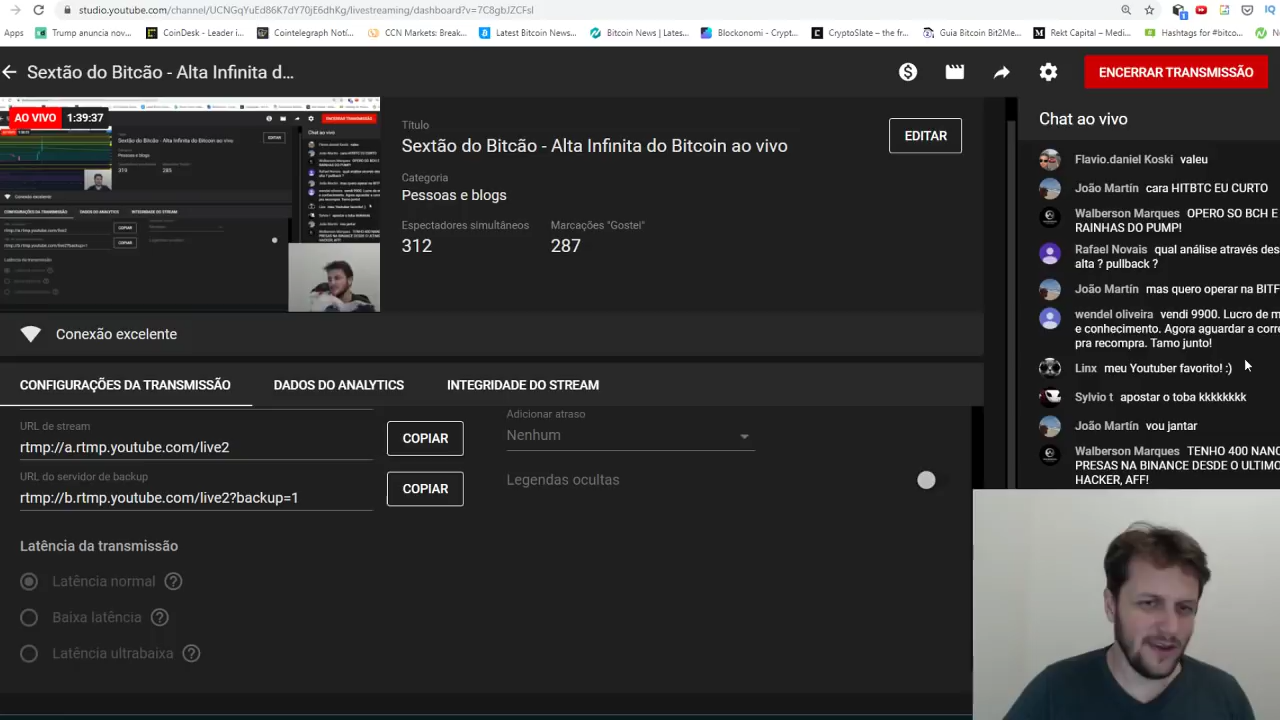 studio.youtube.com/channel/UCNGqYuEd86K7dY70jE6dhKg/livestreaming/dashboard?v=7C8gbJZCFsI
Apps Trump anuncia nov... CoinDesk - Leader i... Cointelegraph Notí... CCN Markets: Break... Latest Bitcoin News... Bitcoin News | Lates... Blockonomi - Crypto... CryptoSlate – the fr... Guia Bitcoin Bit2Me... Rekt Capital – Medi... Hashtags for #bitco...
Sextão do Bitcão - Alta Infinita d...
ENCERRAR TRANSMISSÃO
AO VIVO 1:39:37
Título
Sextão do Bitcão - Alta Infinita do Bitcoin ao vivo
EDITAR
Categoria
Pessoas e blogs
Espectadores simultâneos Marcações "Gostei"
312 287
Conexão excelente
CONFIGURAÇÕES DA TRANSMISSÃO DADOS DO ANALYTICS INTEGRIDADE DO STREAM
URL de stream
rtmp://a.rtmp.youtube.com/live2
COPIAR
URL do servidor de backup
rtmp://b.rtmp.youtube.com/live2?backup=1
COPIAR
Adicionar atraso
Nenhum
Legendas ocultas
Latência da transmissão
Latência normal
Baixa latência
Latência ultrabaixa
Chat ao vivo
Flavio.daniel Koski valeu
João Martín cara HITBTC EU CURTO
Walberson Marques OPERO SO BCH E
RAINHAS DO PUMP!
Rafael Novais qual análise através des
alta ? pullback ?
João Martín mas quero operar na BITF
wendel oliveira vendi 9900. Lucro de m
e conhecimento. Agora aguardar a corre
pra recompra. Tamo junto!
Linx meu Youtuber favorito! :)
Sylvio t apostar o toba kkkkkkkk
João Martín vou jantar
Walberson Marques TENHO 400 NANO
PRESAS NA BINANCE DESDE O ULTIMO
HACKER, AFF!